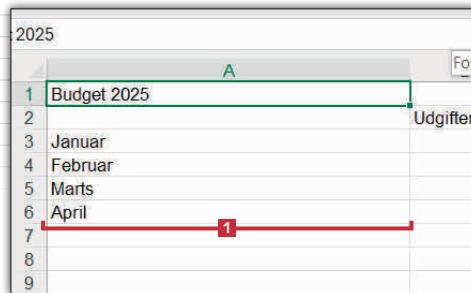 2025
Fo
A
1 Budget 2025
2 Udgifter
3 Januar
4 Februar
5 Marts
6 April
1
7
8
9